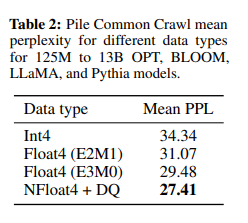 Table 2: Pile Common Crawl mean
perplexity for different data types
for 125M to 13B OPT, BLOOM,
LLaMA, and Pythia models.
Data type Mean PPL
Int4 34.34
Float4 (E2M1) 31.07
Float4 (E3M0) 29.48
NFloat4 + DQ 27.41